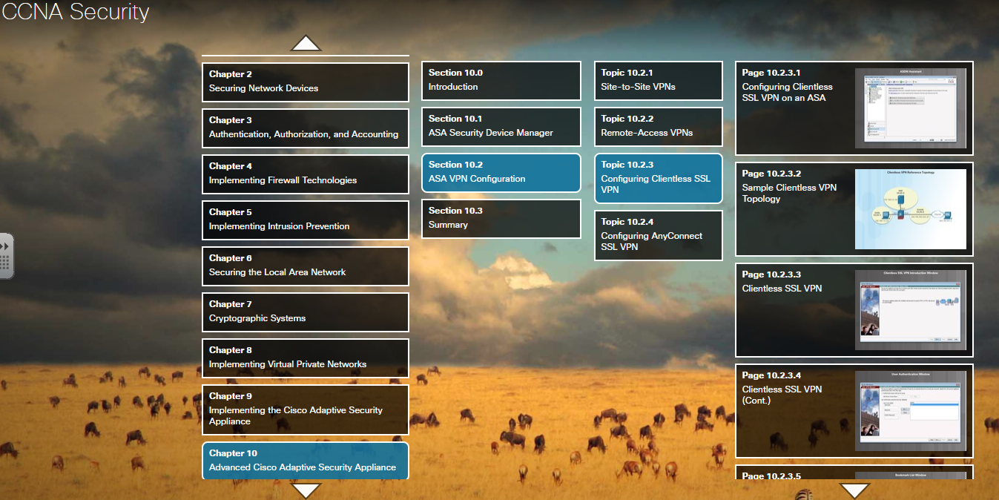 CCNA Security
Chapter 2
Securing Network Devices
Chapter 3
Authentication, Authorization, and Accounting
Chapter 4
Implementing Firewall Technologies
Chapter 5
Implementing Intrusion Prevention
Chapter 6
Securing the Local Area Network
Chapter 7
Cryptographic Systems
Chapter 8
Implementing Virtual Private Networks
Chapter 9
Implementing the Cisco Adaptive Security
Appliance
Chapter 10
Advanced Cisco Adaptive Security Appliance
Section 10.0
Introduction
Section 10.1
ASA Security Device Manager
Section 10.2
ASA VPN Configuration
Section 10.3
Summary
Topic 10.2.1
Site-to-Site VPNs
Topic 10.2.2
Remote-Access VPNs
Topic 10.2.3
Configuring Clientless SSL
VPN
Topic 10.2.4
Configuring AnyConnect
SSL VPN
Page 10.2.3.1
Configuring Clientless
SSL VPN on an ASA
ASDM Assistant
Page 10.2.3.2
Sample Clientless VPN
Topology
Clientless VPN Reference Topology
Page 10.2.3.3
Clientless SSL VPN
Clientless SSL VPN Introduction Window
Page 10.2.3.4
Clientless SSL VPN
(Cont.)
User Authentication Window
Page 10.2.3.5
Bookmark List Window